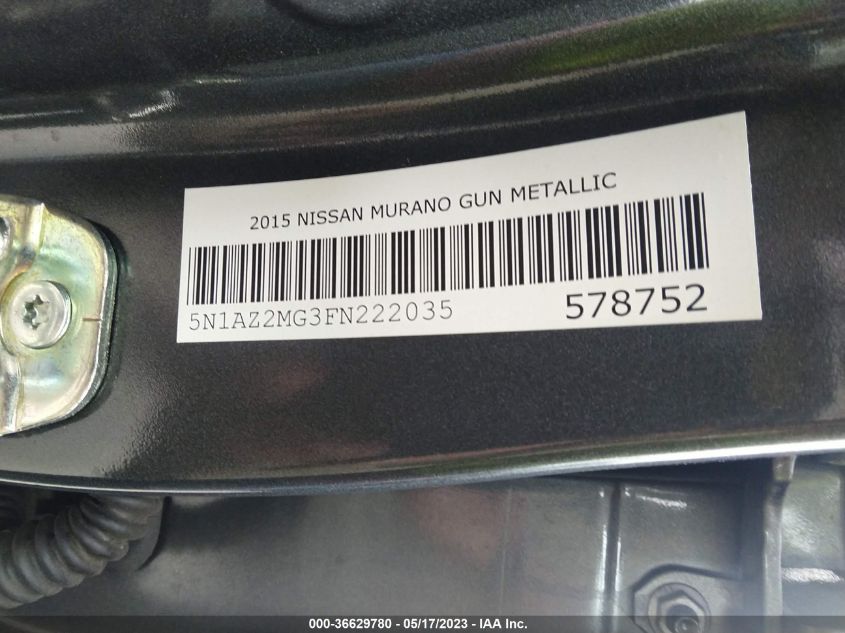 2015 NISSAN MURANO GUN METALLIC
5N1AZ2MG3FN222035
578752
000-36629780 - 05/17/2023 - IAA Inc.